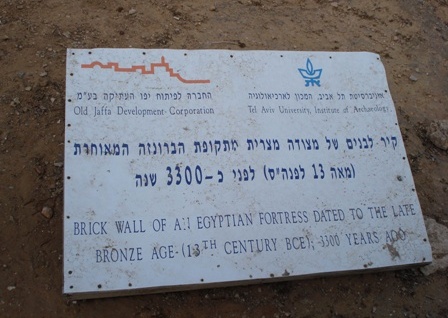 החברה לפיתוח יפו העתיקה בע"מ
Old Jaffa Development Corporation
אוניברסיטת תל אביב, המכון לארכיאולוגיה
Tel Aviv University, Institute of Archaeology
קיר לבנים של מצודה מצרית מתקופת הברונזה המאוחרת
(מאה 13 לפנה"ס) לפני כ-3300 שנה
BRICK WALL OF AN EGYPTIAN FORTRESS DATED TO THE LATE
BRONZE AGE (13TH CENTURY BCE); 3300 YEARS AGO